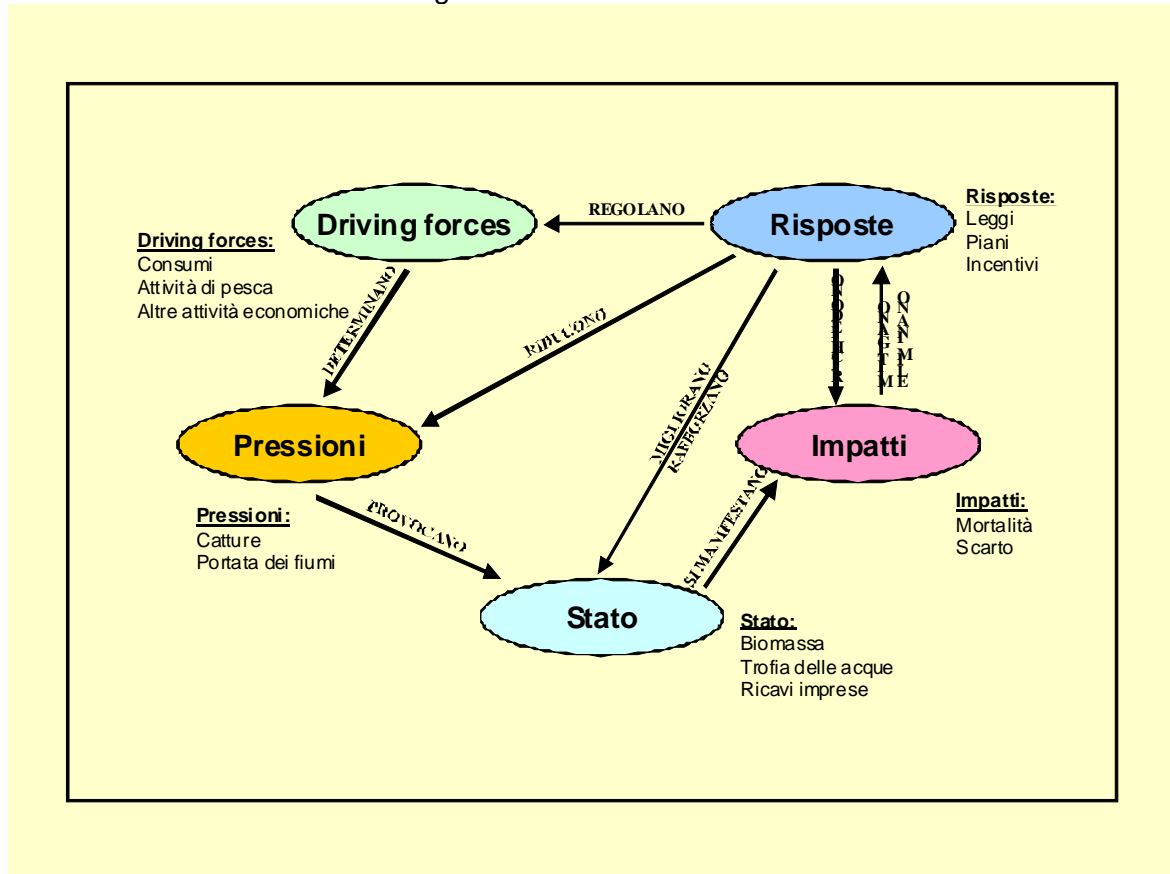 Driving forces
REGOLANO
Risposte
Risposte:
Leggi
Piani
Incentivi
Driving forces:
Consumi
Attività di pesca
Altre attività economiche
DETERMINANO
RIDUCONO
MIGLIORANO
RAFFORZANO
MITIGANO
Pressioni
Impatti
Pressioni:
Catture
Portata dei fiumi
PROVOCANO
SI MANIFESTANO
Impatti:
Mortalità
Scarto
Stato
Stato:
Biomassa
Trofia delle acque
Ricavi imprese